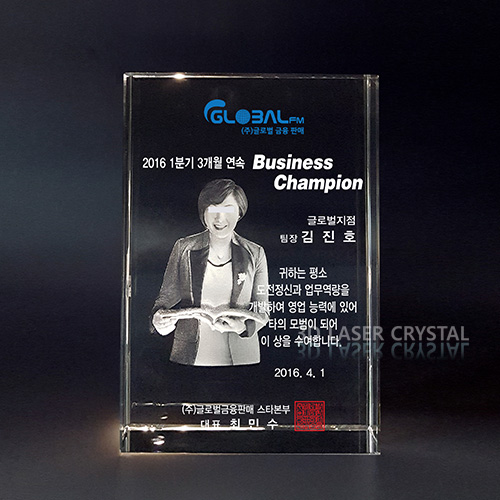 GLOBAL FM
(주)글로벌 금융 판매
2016 1분기 3개월 연속 Business
Champion
글로벌지점
팀장 김 진 호
귀하는 평소
도전정신과 업무역량을
개발하여 영업 능력에 있어
타의 모범이 되어
이 상을 수여합니다.
3D LASER CRYSTAL
2016. 4. 1
(주)글로벌금융판매 스타본부
대표 최 민 수